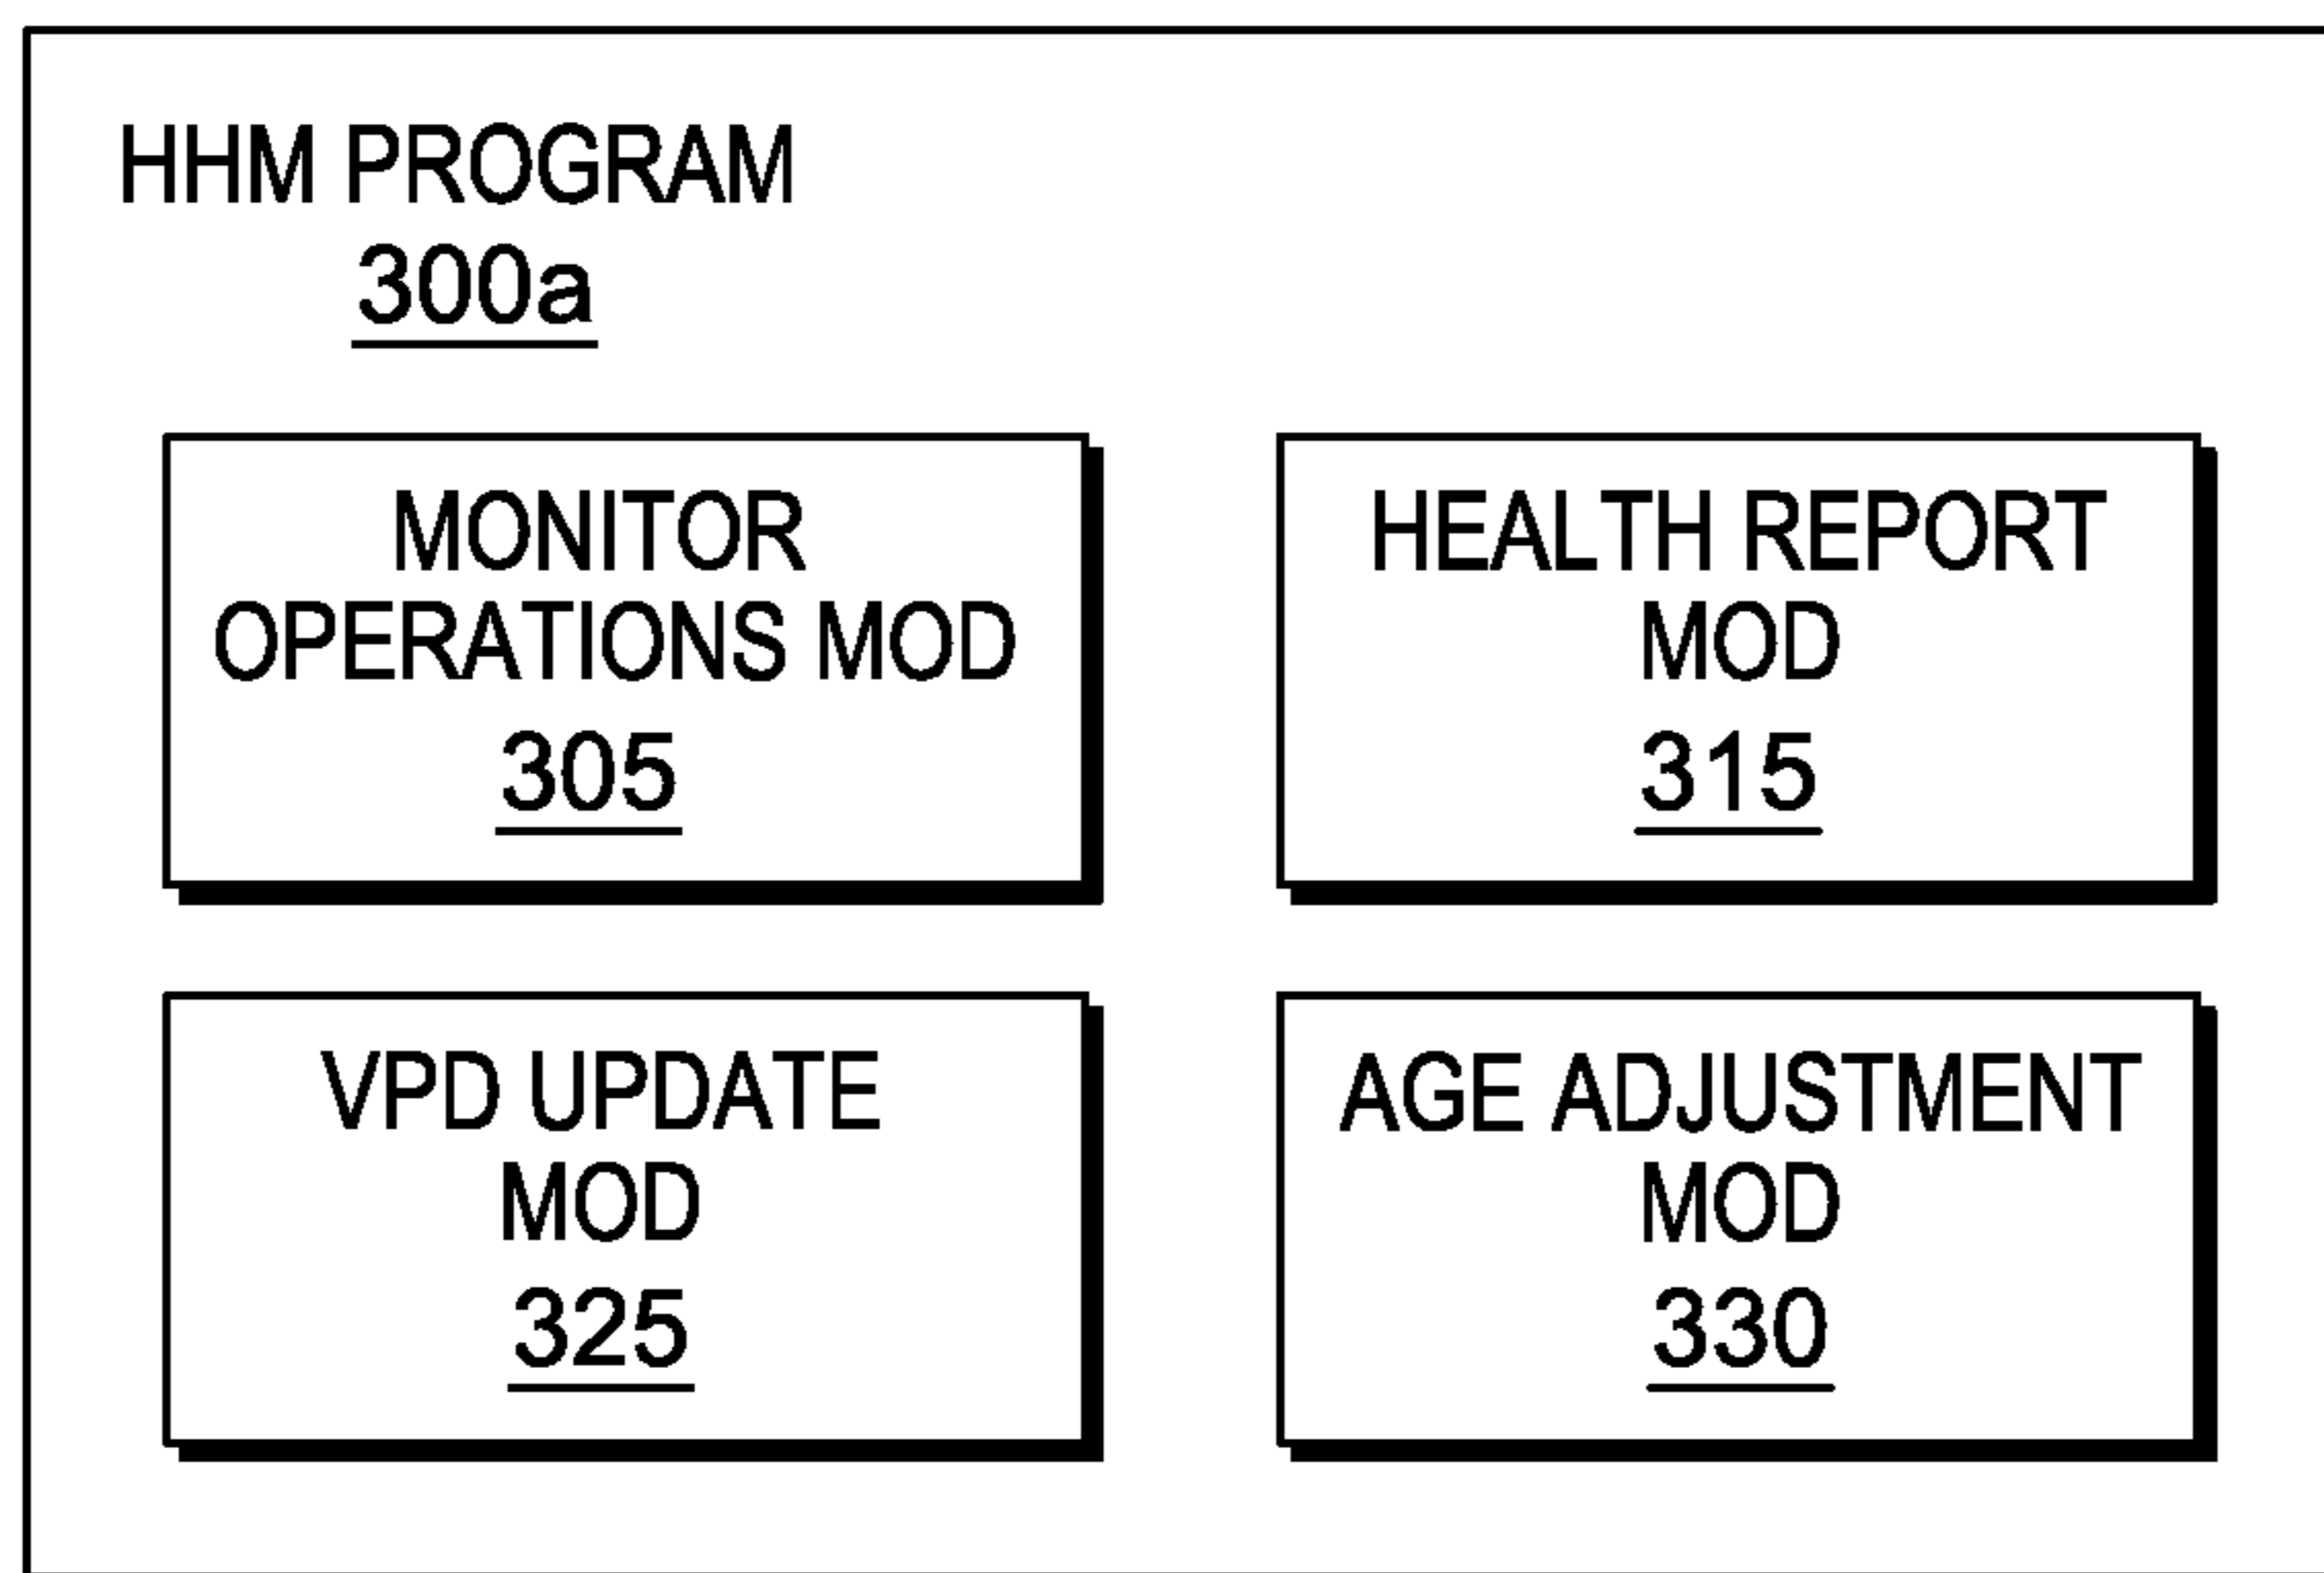 HHM PROGRAM
300a
MONITOR
OPERATIONS MOD
305
HEALTH REPORT
MOD
315
VPD UPDATE
MOD
325
AGE ADJUSTMENT
MOD
330